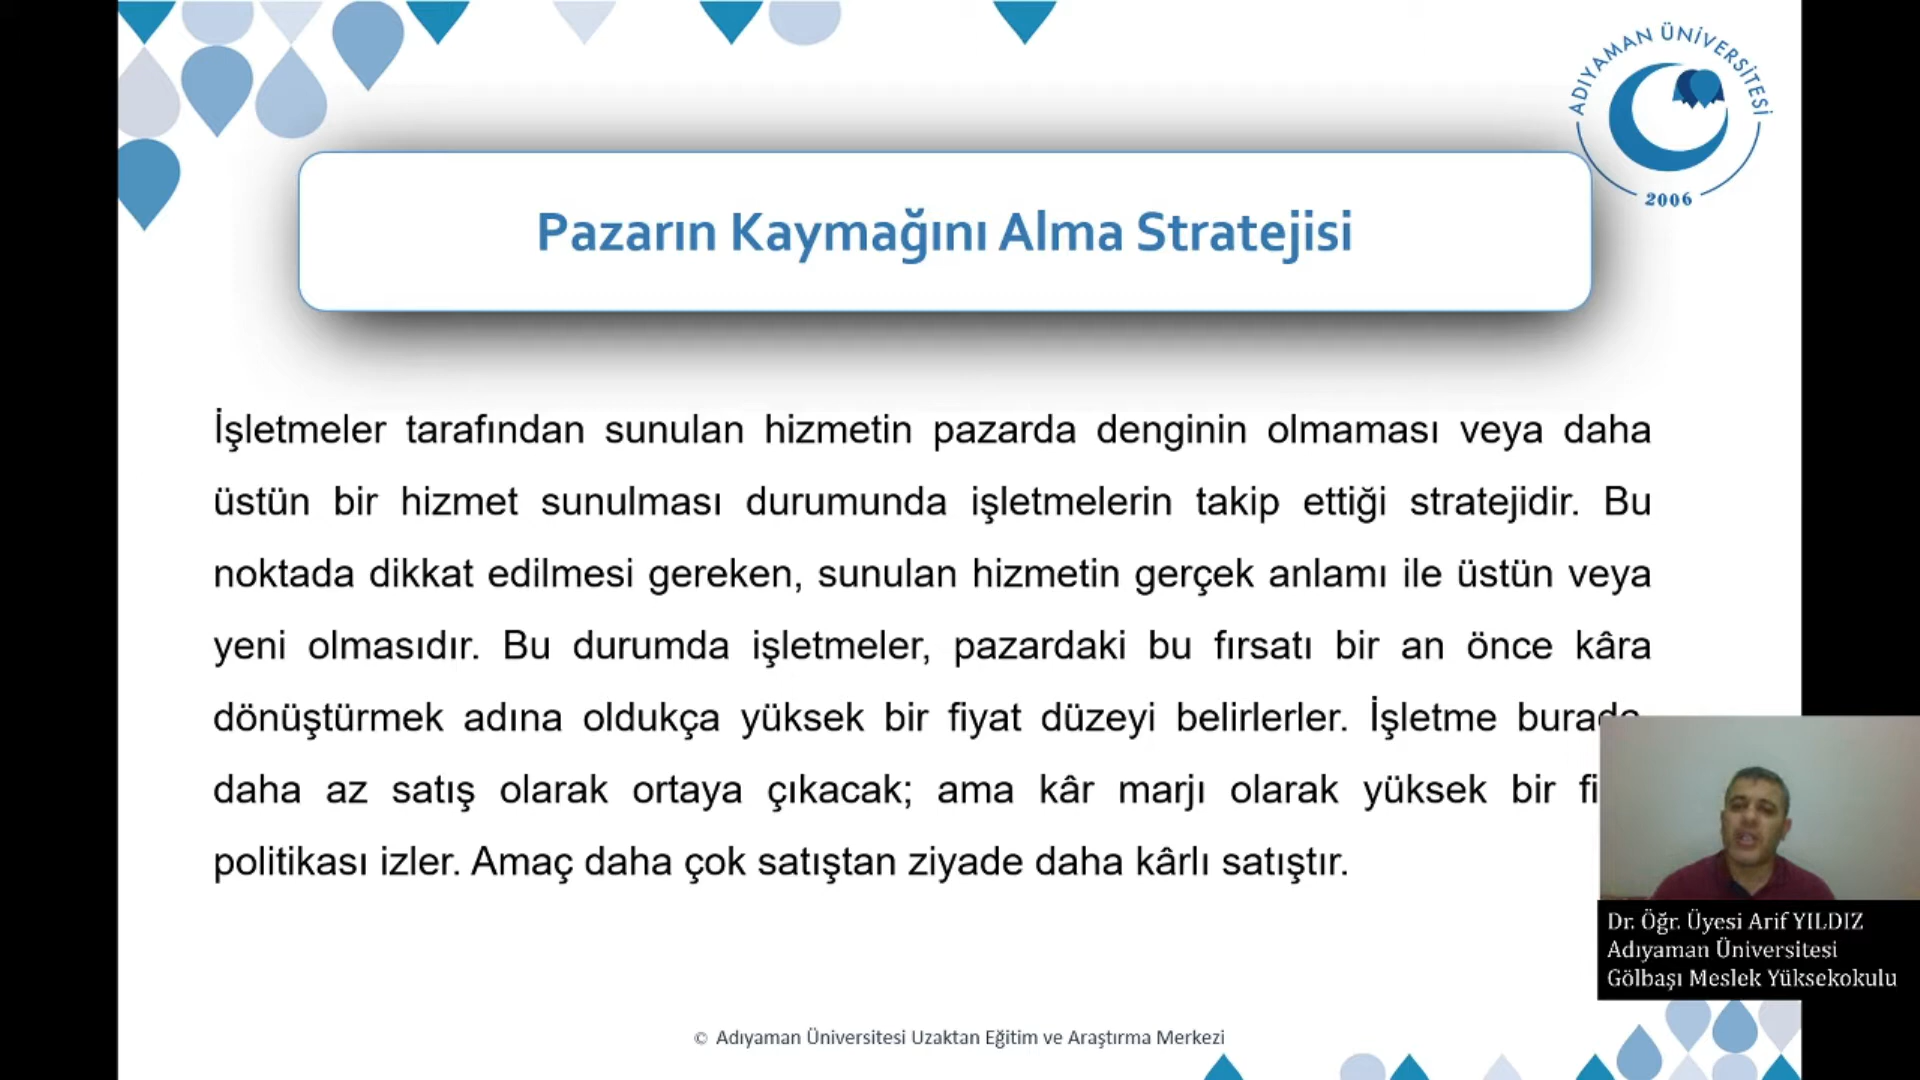 ADIYAMAN ÜNİVERSİTESİ
2006
Pazarın Kaymağını Alma Stratejisi
İşletmeler tarafından sunulan hizmetin pazarda denginin olmaması veya daha
üstün bir hizmet sunulması durumunda işletmelerin takip ettiği stratejidir. Bu
noktada dikkat edilmesi gereken, sunulan hizmetin gerçek anlamı ile üstün veya
yeni olmasıdır. Bu durumda işletmeler, pazardaki bu fırsatı bir an önce kâra
dönüştürmek adına oldukça yüksek bir fiyat düzeyi belirlerler. İşletme burada
daha az satış olarak ortaya çıkacak; ama kâr marjı olarak yüksek bir
politikası izler. Amaç daha çok satıştan ziyade daha kârlı satıştır.
Dr. Öğr. Üyesi Arif YILDIZ
Adıyaman Üniversitesi
Gölbaşı Meslek Yüksekokulu
© Adıyaman Üniversitesi Uzaktan Eğitim ve Araştırma Merkezi